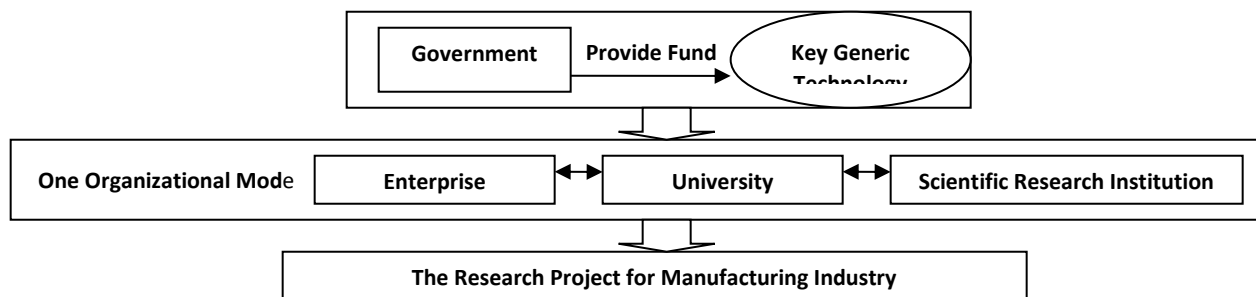 Government
Provide Fund
Key Generic
Technology
One Organizational Mode
Enterprise
University
Scientific Research Institution
The Research Project for Manufacturing Industry